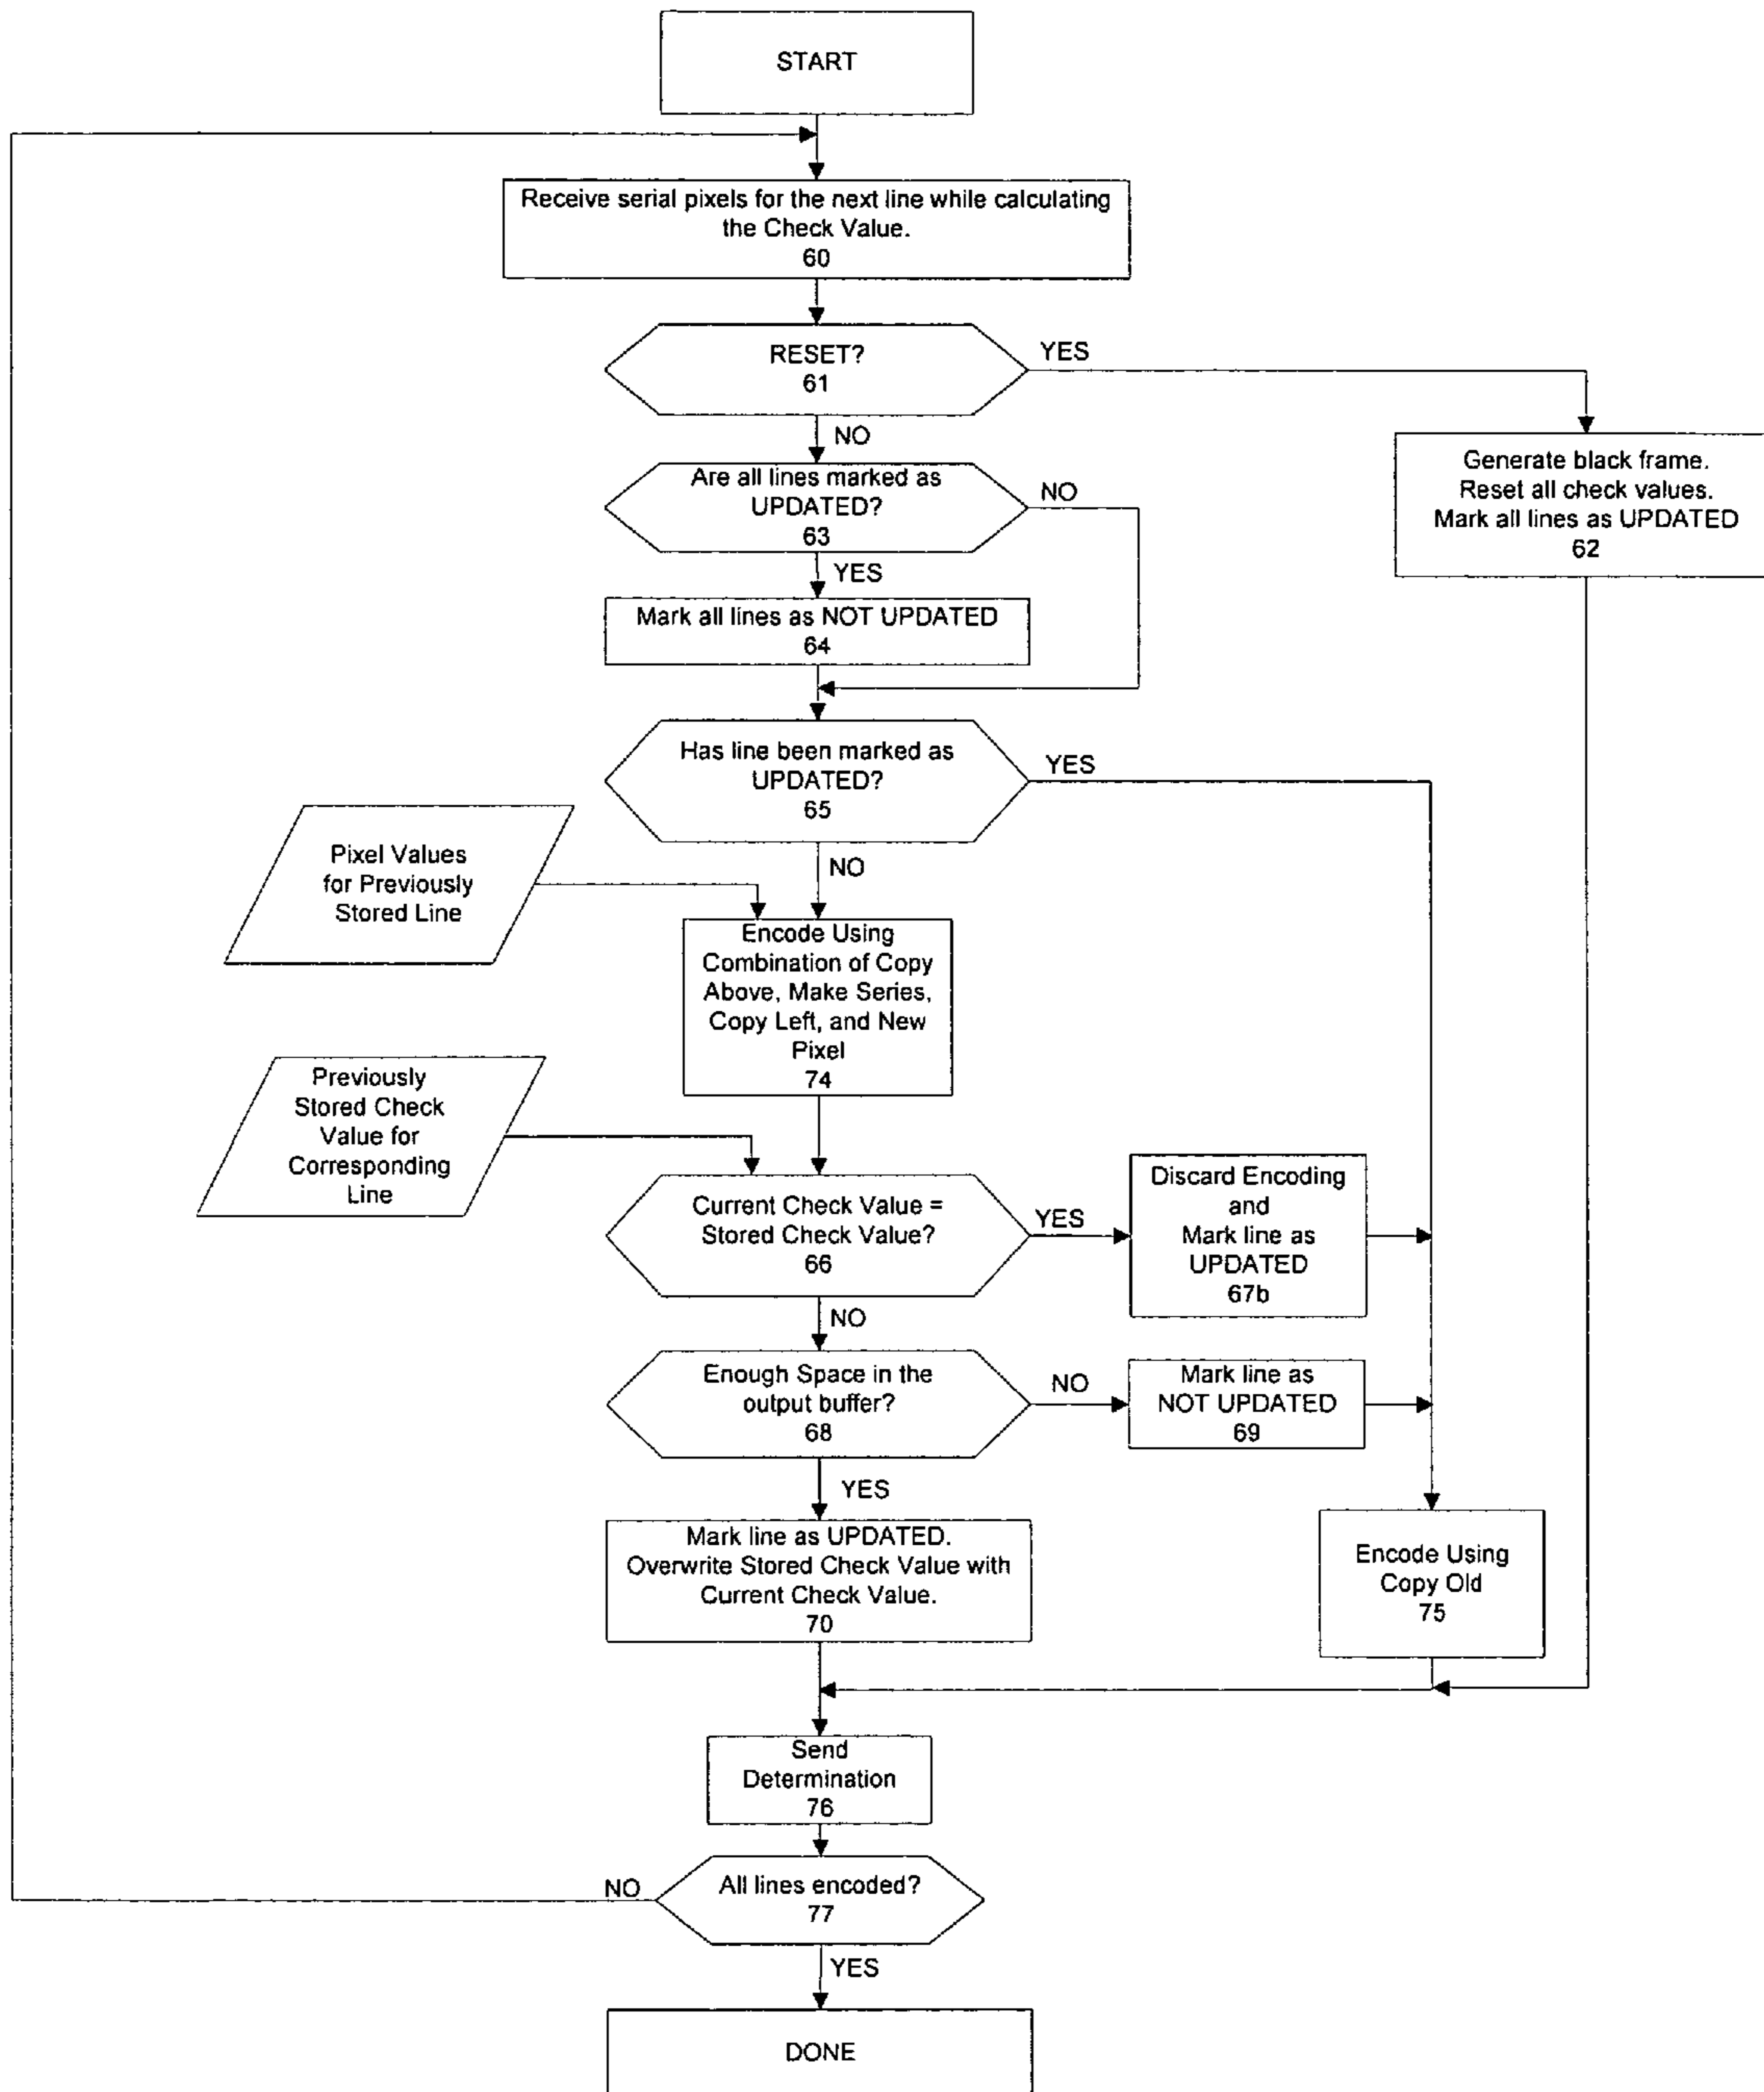 START
Receive serial pixels for the next line while calculating
the Check Value.
60
RESET?
61
YES
NO
Generate black frame.
Reset all check values.
Mark all lines as UPDATED
62
Are all lines marked as
UPDATED?
63
NO
YES
Mark all lines as NOT UPDATED
64
Has line been marked as
UPDATED?
65
YES
NO
Pixel Values
for Previously
Stored Line
Encode Using
Combination of Copy
Above, Make Series,
Copy Left, and New
Pixel
74
Previously
Stored Check
Value for
Corresponding
Line
Current Check Value =
Stored Check Value?
66
YES
Discard Encoding
and
Mark line as
UPDATED
67b
NO
Enough Space in the
output buffer?
68
NO
Mark line as
NOT UPDATED
69
YES
Mark line as UPDATED.
Overwrite Stored Check Value with
Current Check Value.
70
Encode Using
Copy Old
75
Send
Determination
76
NO
All lines encoded?
77
YES
DONE